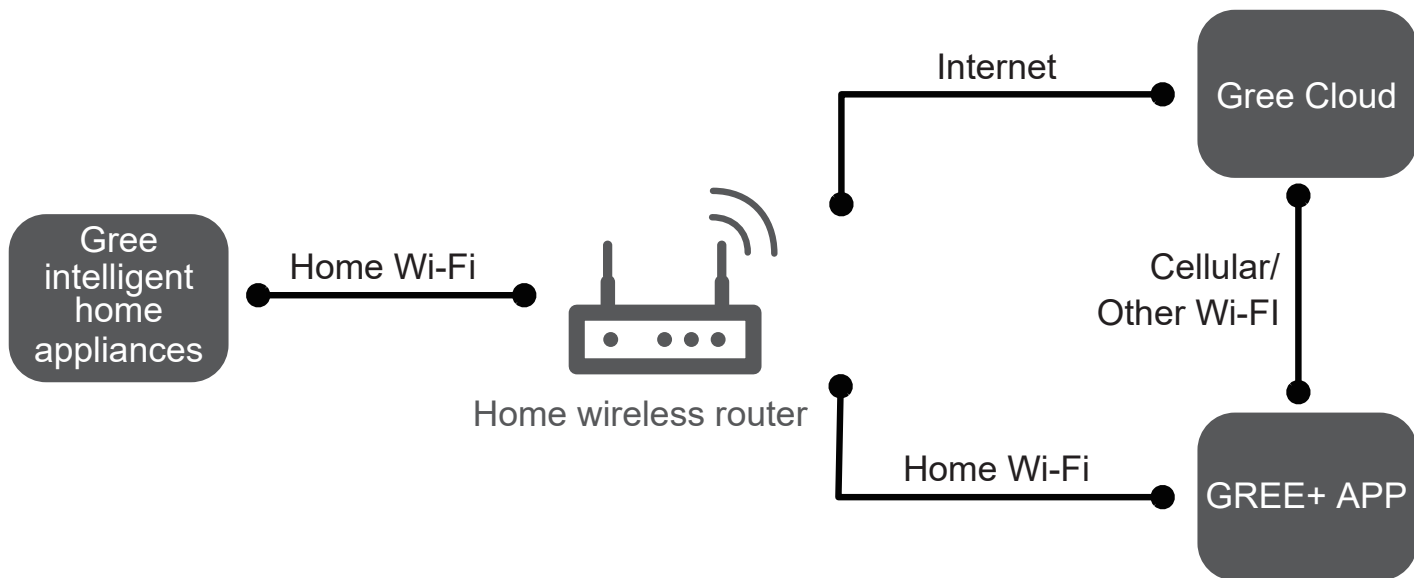 Internet
Gree Cloud
Gree
intelligent
home
appliances
Home Wi-Fi
Cellular/
Other Wi-FI
Home wireless router
Home Wi-Fi
GREE+ APP